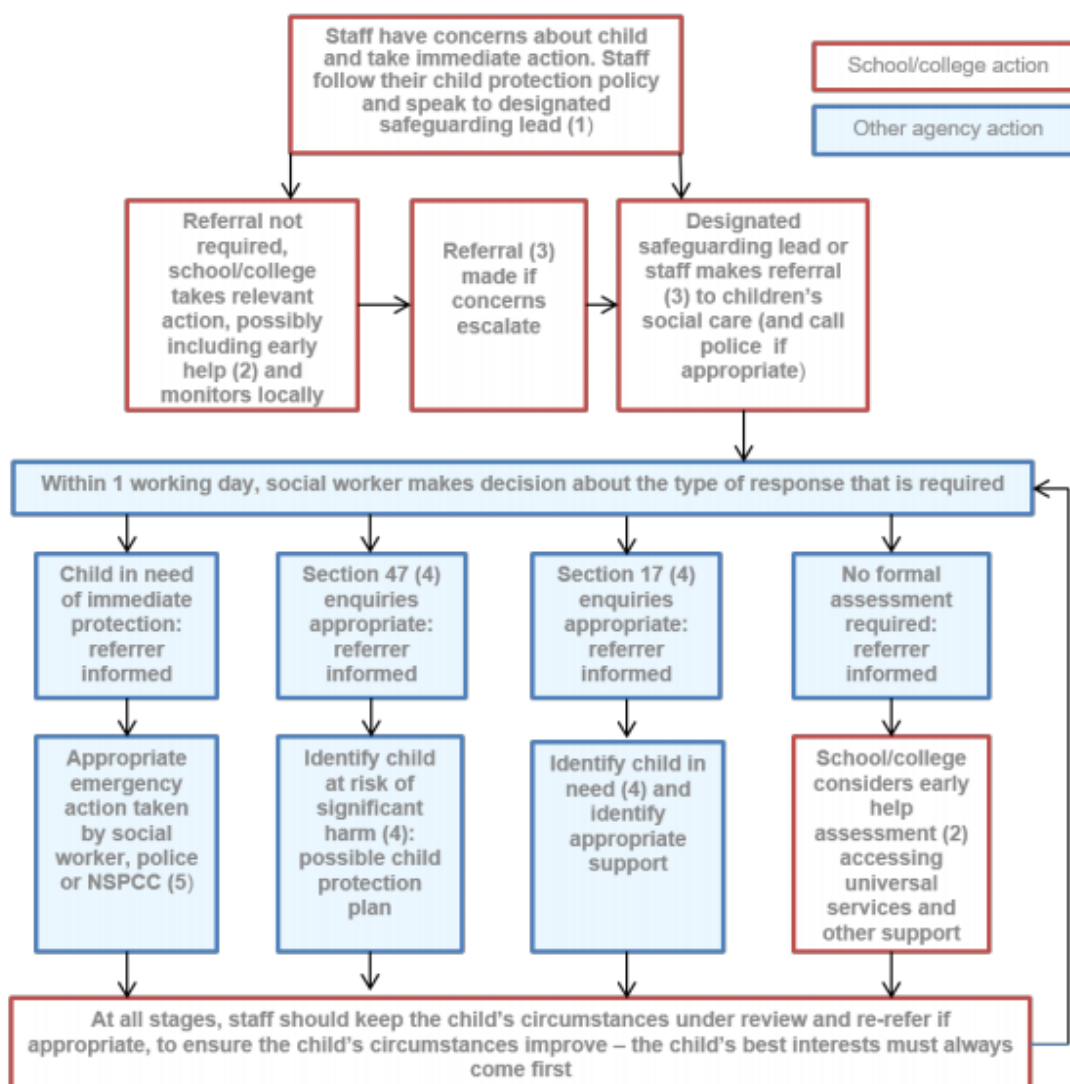 Staff have concerns about child
and take immediate action. Staff
follow their child protection policy
and speak to designated
safeguarding lead (1)
School/college action
Other agency action
Referral not
required,
school/college
takes relevant
action, possibly
including early
help (2) and
monitors locally
Referral (3)
made if
concerns
escalate
Designated
safeguarding lead or
staff makes referral
(3) to children’s
social care (and call
police if
appropriate)
Within 1 working day, social worker makes decision about the type of response that is required
Child in need
of immediate
protection:
referrer
informed
Section 47 (4)
enquiries
appropriate:
referrer
informed
Section 17 (4)
enquiries
appropriate:
referrer
informed
No formal
assessment
required:
referrer
informed
Appropriate
emergency
action taken
by social
worker, police
or NSPCC (5)
Identify child
at risk of
significant
harm (4):
possible child
protection
plan
Identify child in
need (4) and
identify
appropriate
support
School/college
considers early
help
assessment (2)
accessing
universal
services and
other support
At all stages, staff should keep the child’s circumstances under review and re-refer if
appropriate, to ensure the child’s circumstances improve – the child’s best interests must always
come first